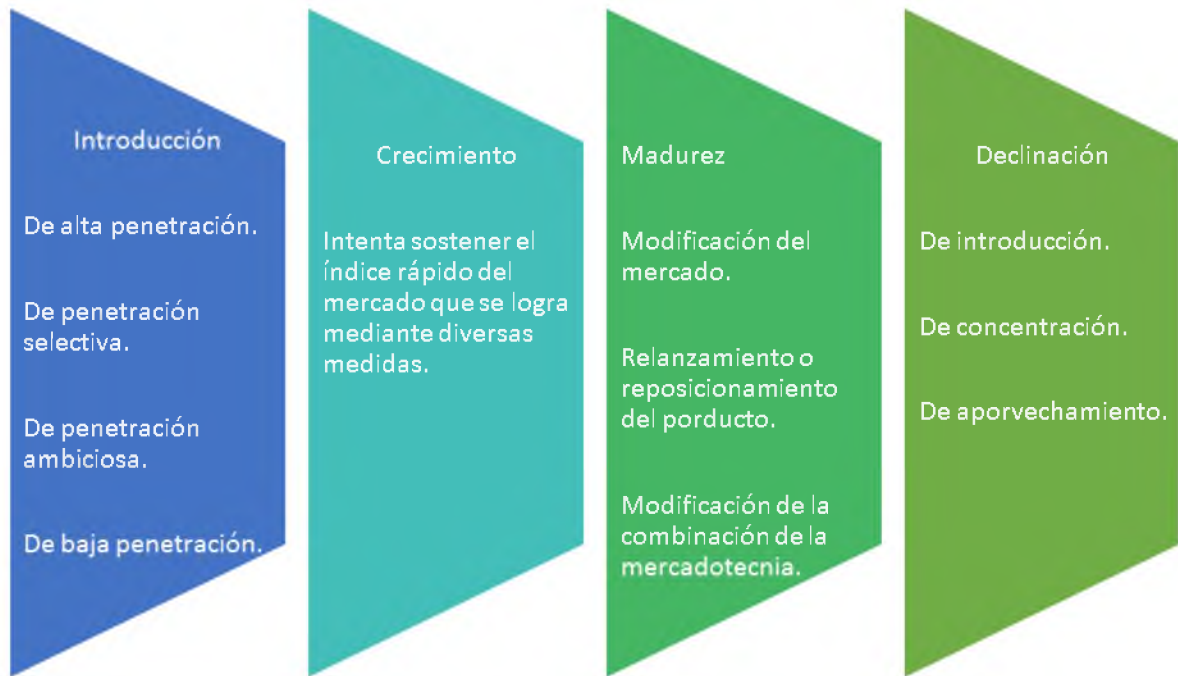 Introducción
De alta penetración.
De penetración
selectiva.
De penetración
ambiciosa.
De baja penetración.
Crecimiento
Intenta sostener el
índice rápido del
mercado que se logra
mediante diversas
medidas.
Madurez
Modificación del
mercado.
Relanzamiento o
reposicionamiento
del porducto.
Modificación de la
combinación de la
mercadotecnia.
Declinación
De introducción.
De concentración.
De aporvechamiento.